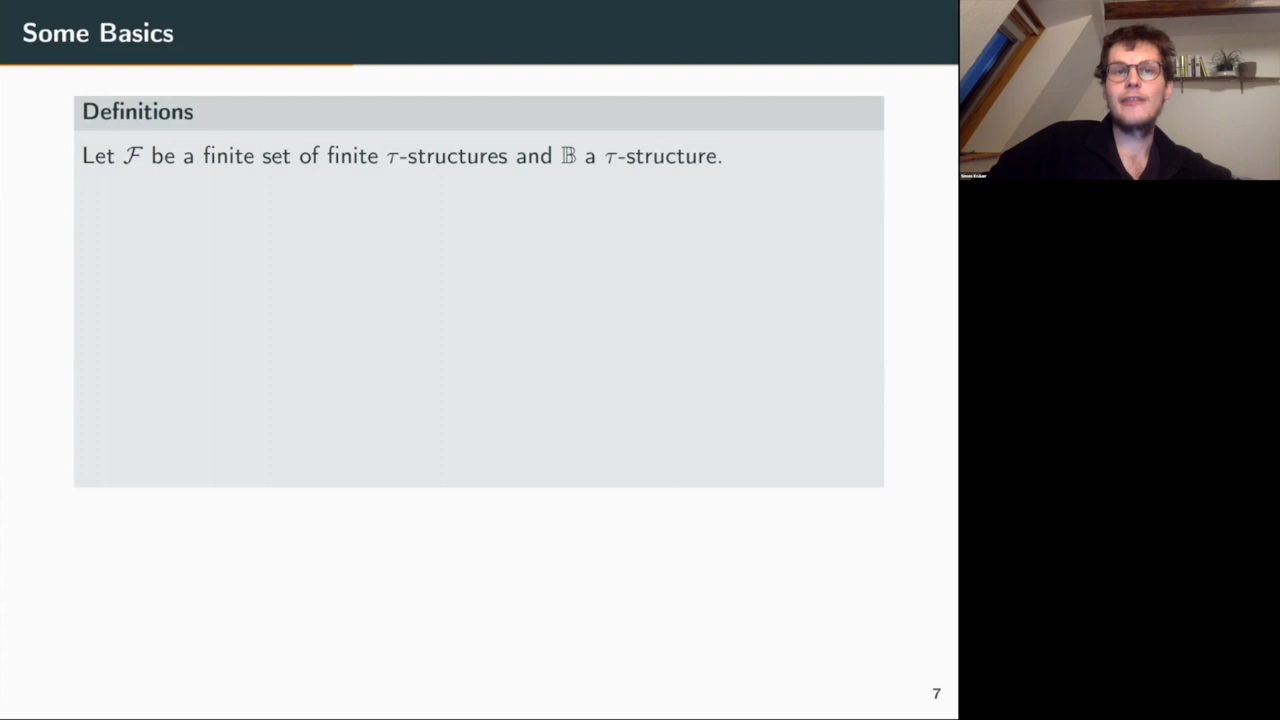 Some Basics
Definitions
Let ℱ be a finite set of finite τ-structures and 𝔹 a τ-structure.
7